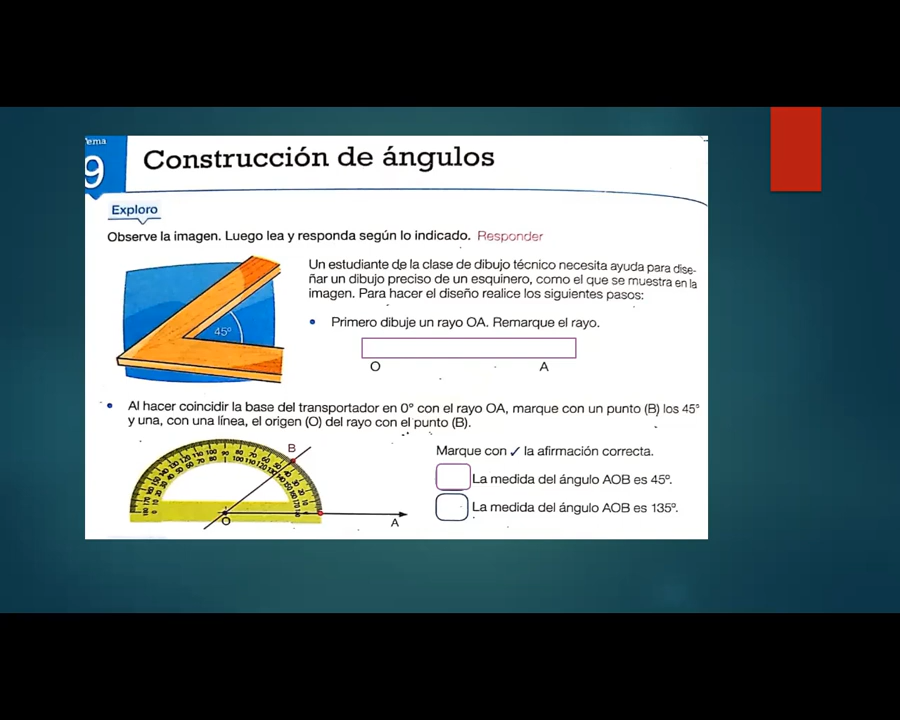 ema
9
Construcción de ángulos
Exploro
Observe la imagen. Luego lea y responda según lo indicado. Responder
Un estudiante de la clase de dibujo técnico necesita ayuda para dise-
ñar un dibujo preciso de un esquinero, como el que se muestra en la
imagen. Para hacer el diseño realice los siguientes pasos:
45º
• Primero dibuje un rayo OA. Remarque el rayo.
O A
• Al hacer coincidir la base del transportador en 0° con el rayo OA, marque con un punto (B) los 45°
y una, con una línea, el origen (O) del rayo con el punto (B).
Marque con ✓ la afirmación correcta.
La medida del ángulo AOB es 45º.
La medida del ángulo AOB es 135º.
B
O
A